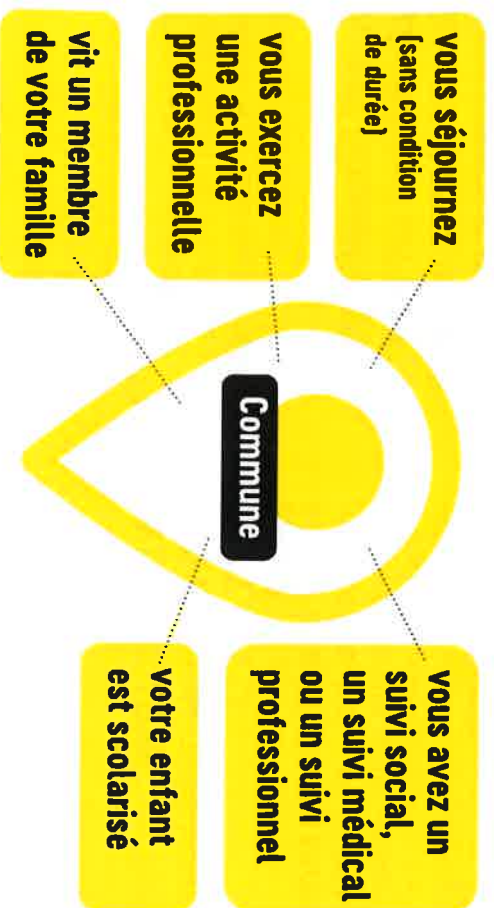 vous séjournez
(sans condition
de durée)
vous exercez
une activité
professionnelle
vit un membre
de votre famille
Commune
vous avez un
suivi social,
un suivi médical
ou un suivi
professionnel
votre enfant
est scolarisé